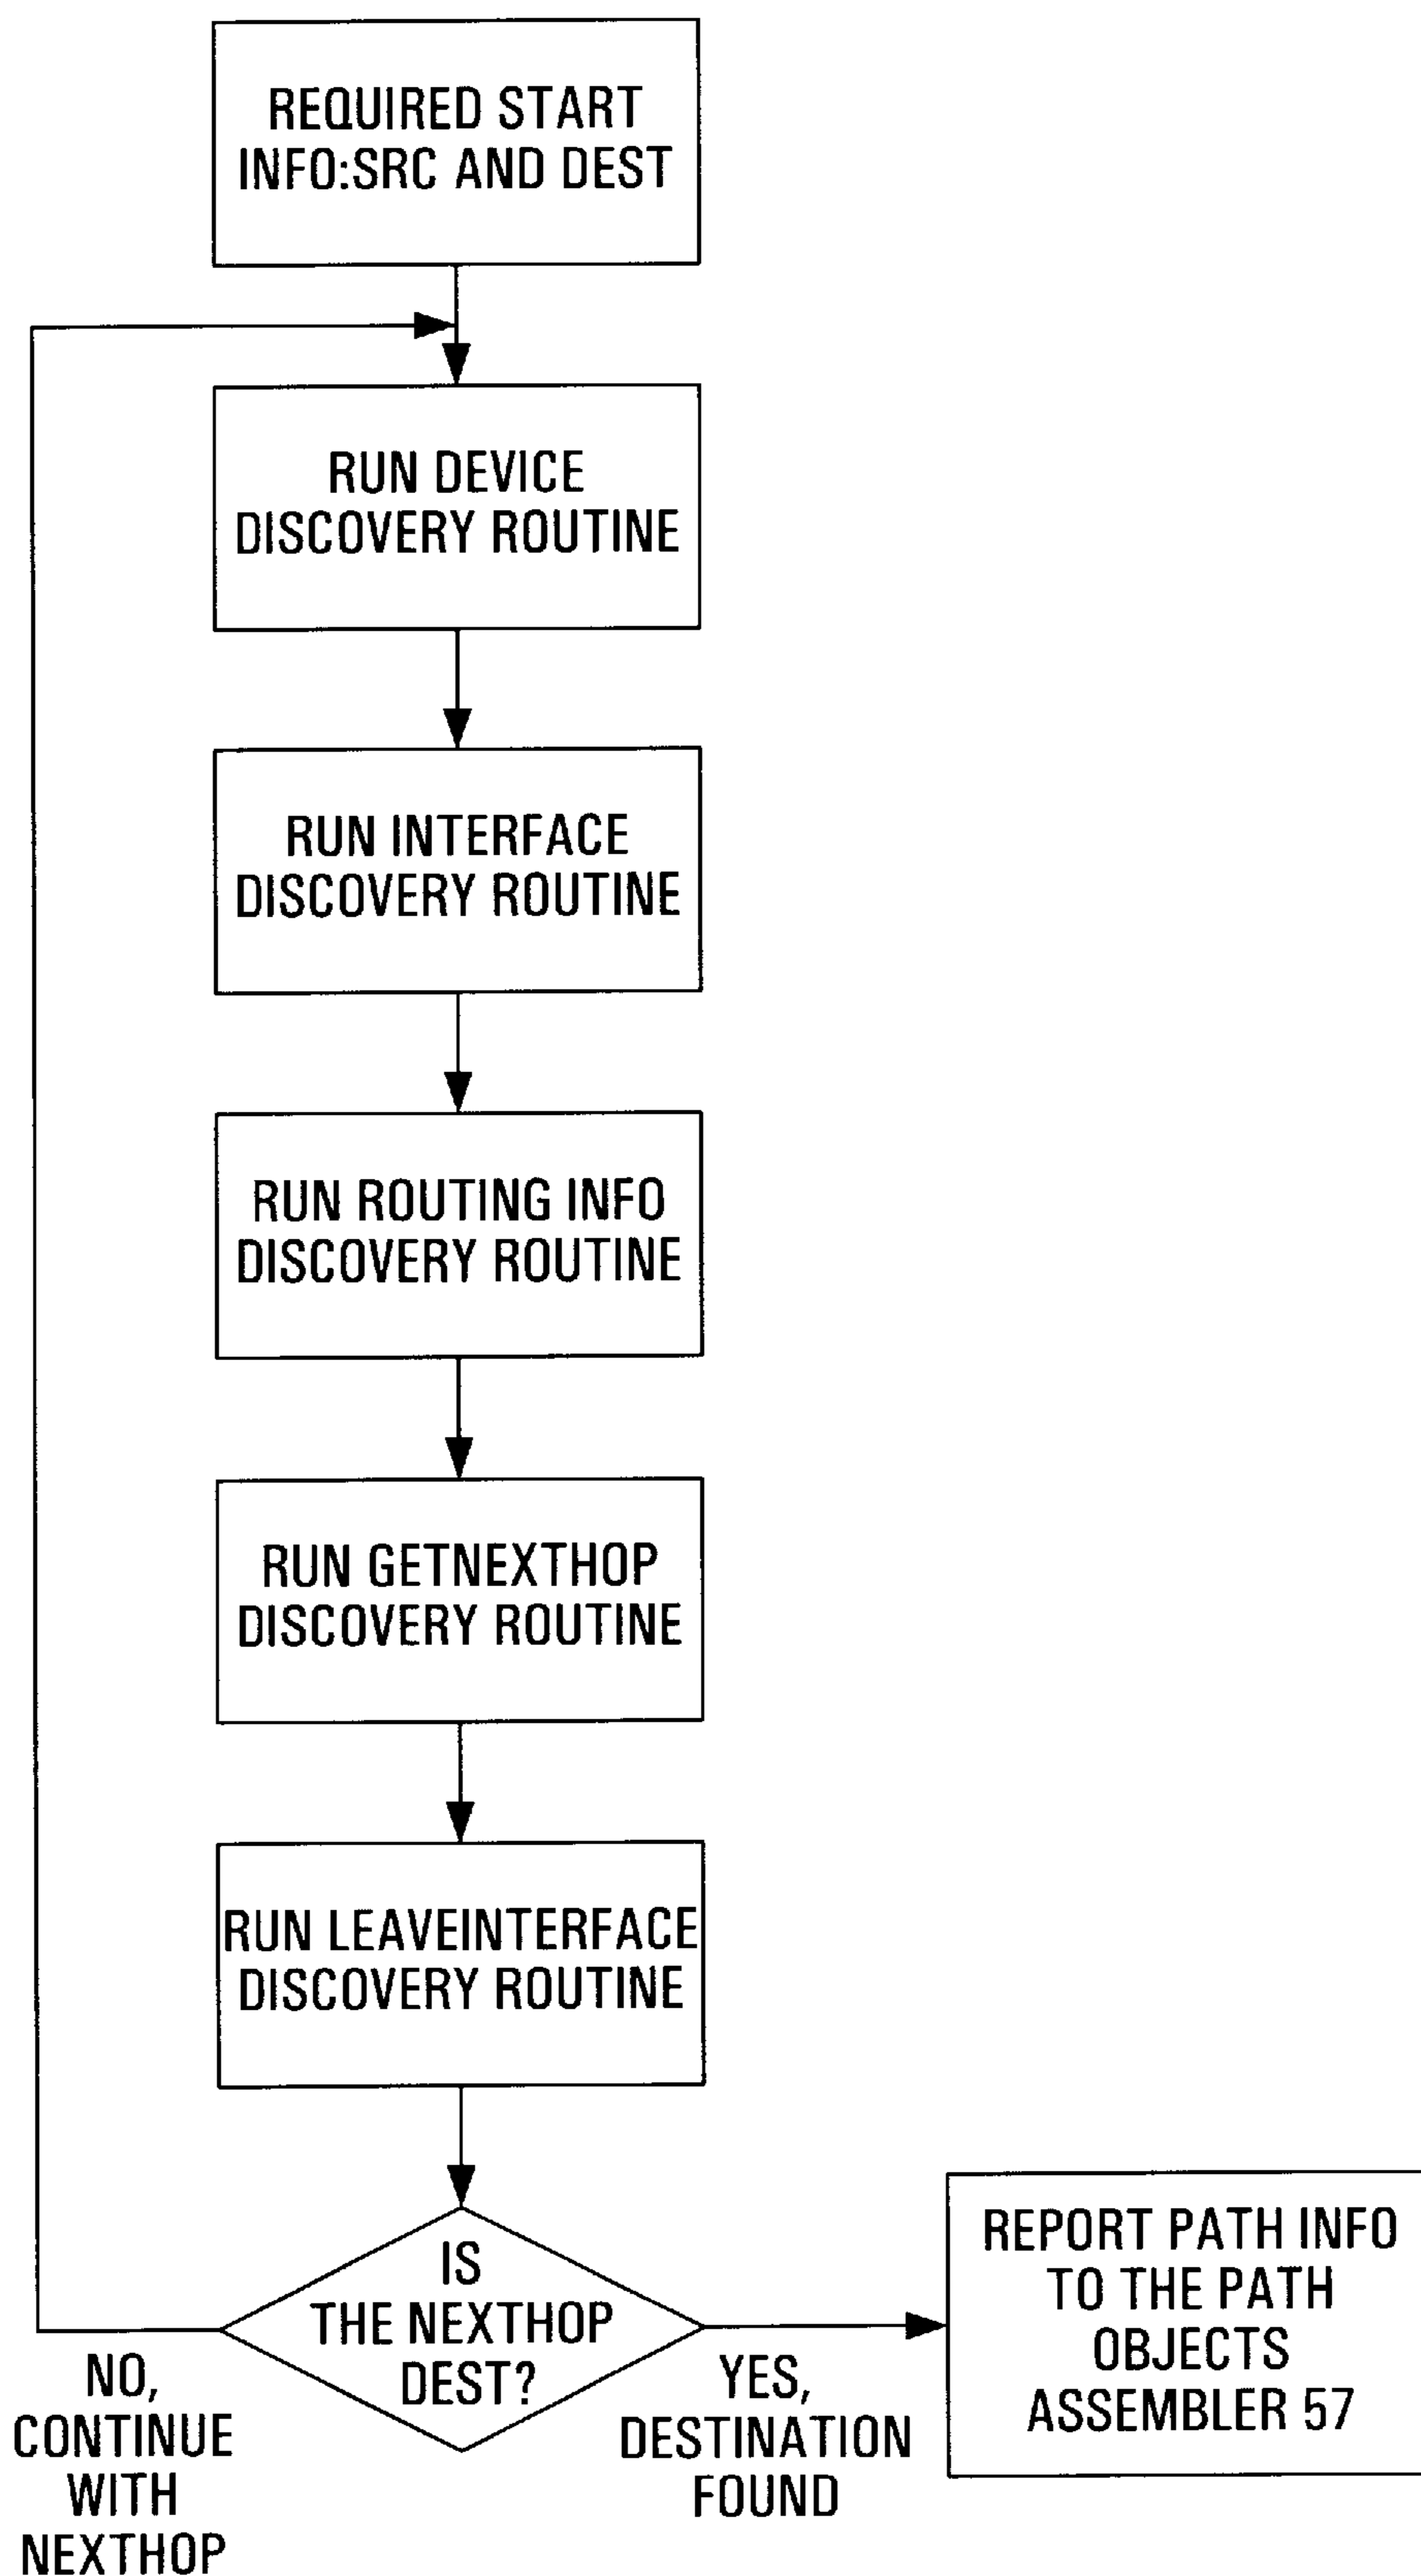 REQUIRED START
INFO:SRC AND DEST
RUN DEVICE
DISCOVERY ROUTINE
RUN INTERFACE
DISCOVERY ROUTINE
RUN ROUTING INFO
DISCOVERY ROUTINE
RUN GETNEXTHOP
DISCOVERY ROUTINE
RUN LEAVEINTERFACE
DISCOVERY ROUTINE
IS
THE NEXTHOP
DEST?
NO,
CONTINUE
WITH
NEXTHOP
YES,
DESTINATION
FOUND
REPORT PATH INFO
TO THE PATH
OBJECTS
ASSEMBLER 57